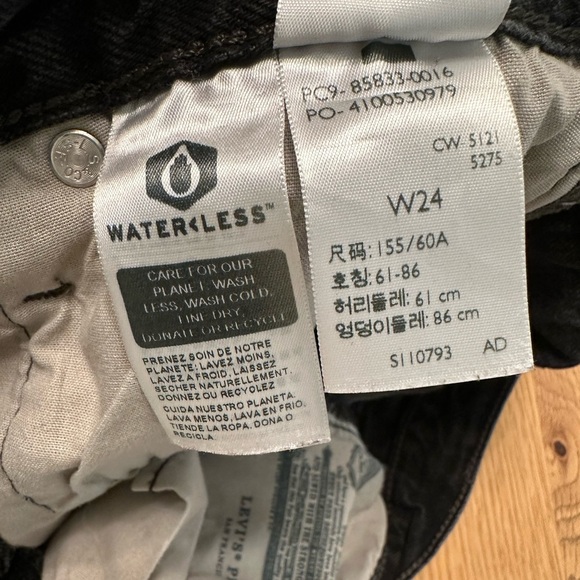 WATER<LESS™
CARE FOR OUR
PLANET: WASH
LESS, WASH COLD,
LINE DRY,
DONATE OR RECYCLE
PRENEZ SOIN DE NOTRE
PLANETE: LAVEZ MOINS,
LAVEZ A FROID, LAISSEZ
SECHER NATURELLEMENT,
DONNEZ OU RECYCLEZ
CUIDA NUESTRO PLANETA.
LAVA MENOS, LAVA EN FRIO,
TIENDE LA ROPA, DONA O
RECICLA
PC9- 85833-0016
PO- 4100530979
CW 5121
5275
W24
尺码: 155/60A
호칭: 61-86
허리둘레: 61 cm
엉덩이둘레: 86 cm
S110793 AD
LEVI'S®